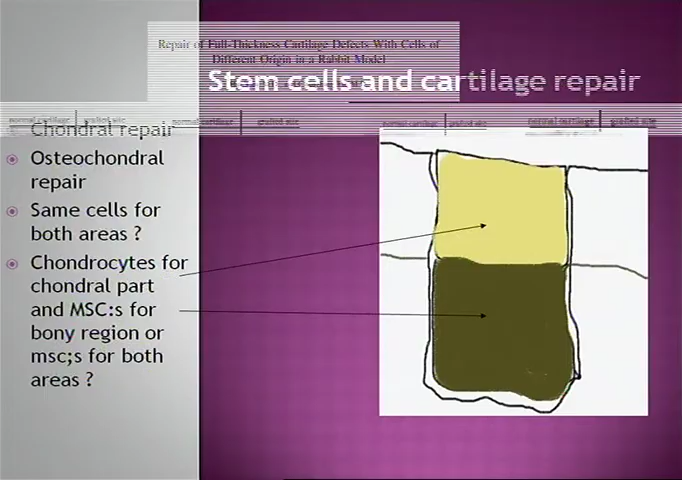 Repair of Full-Thickness Cartilage Defects With Cells of
Different Origin in a Rabbit Model
Stem cells and cartilage repair
normal cartilage grafted site
normal cartilage grafted site
normal cartilage grafted site
normal cartilage grafted site
Chondral repair
Osteochondral
repair
Same cells for
both areas ?
Chondrocytes for
chondral part
and MSC:s for
bony region or
msc;s for both
areas ?